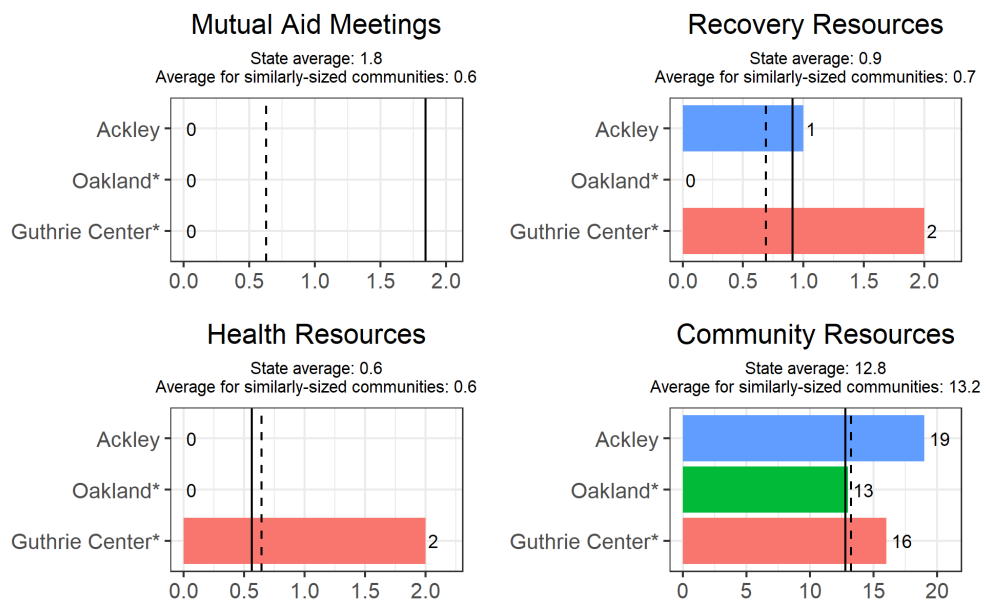 Mutual Aid Meetings
State average: 1.8
Average for similarly-sized communities: 0.6
Ackley
0
Oakland*
0
Guthrie Center*
0
0.0 0.5 1.0 1.5 2.0
Recovery Resources
State average: 0.9
Average for similarly-sized communities: 0.7
Ackley
1
Oakland*
0
Guthrie Center*
2
0.0 0.5 1.0 1.5 2.0
Health Resources
State average: 0.6
Average for similarly-sized communities: 0.6
Ackley
0
Oakland*
0
Guthrie Center*
2
0.0 0.5 1.0 1.5 2.0
Community Resources
State average: 12.8
Average for similarly-sized communities: 13.2
Ackley
19
Oakland*
13
Guthrie Center*
16
0 5 10 15 20